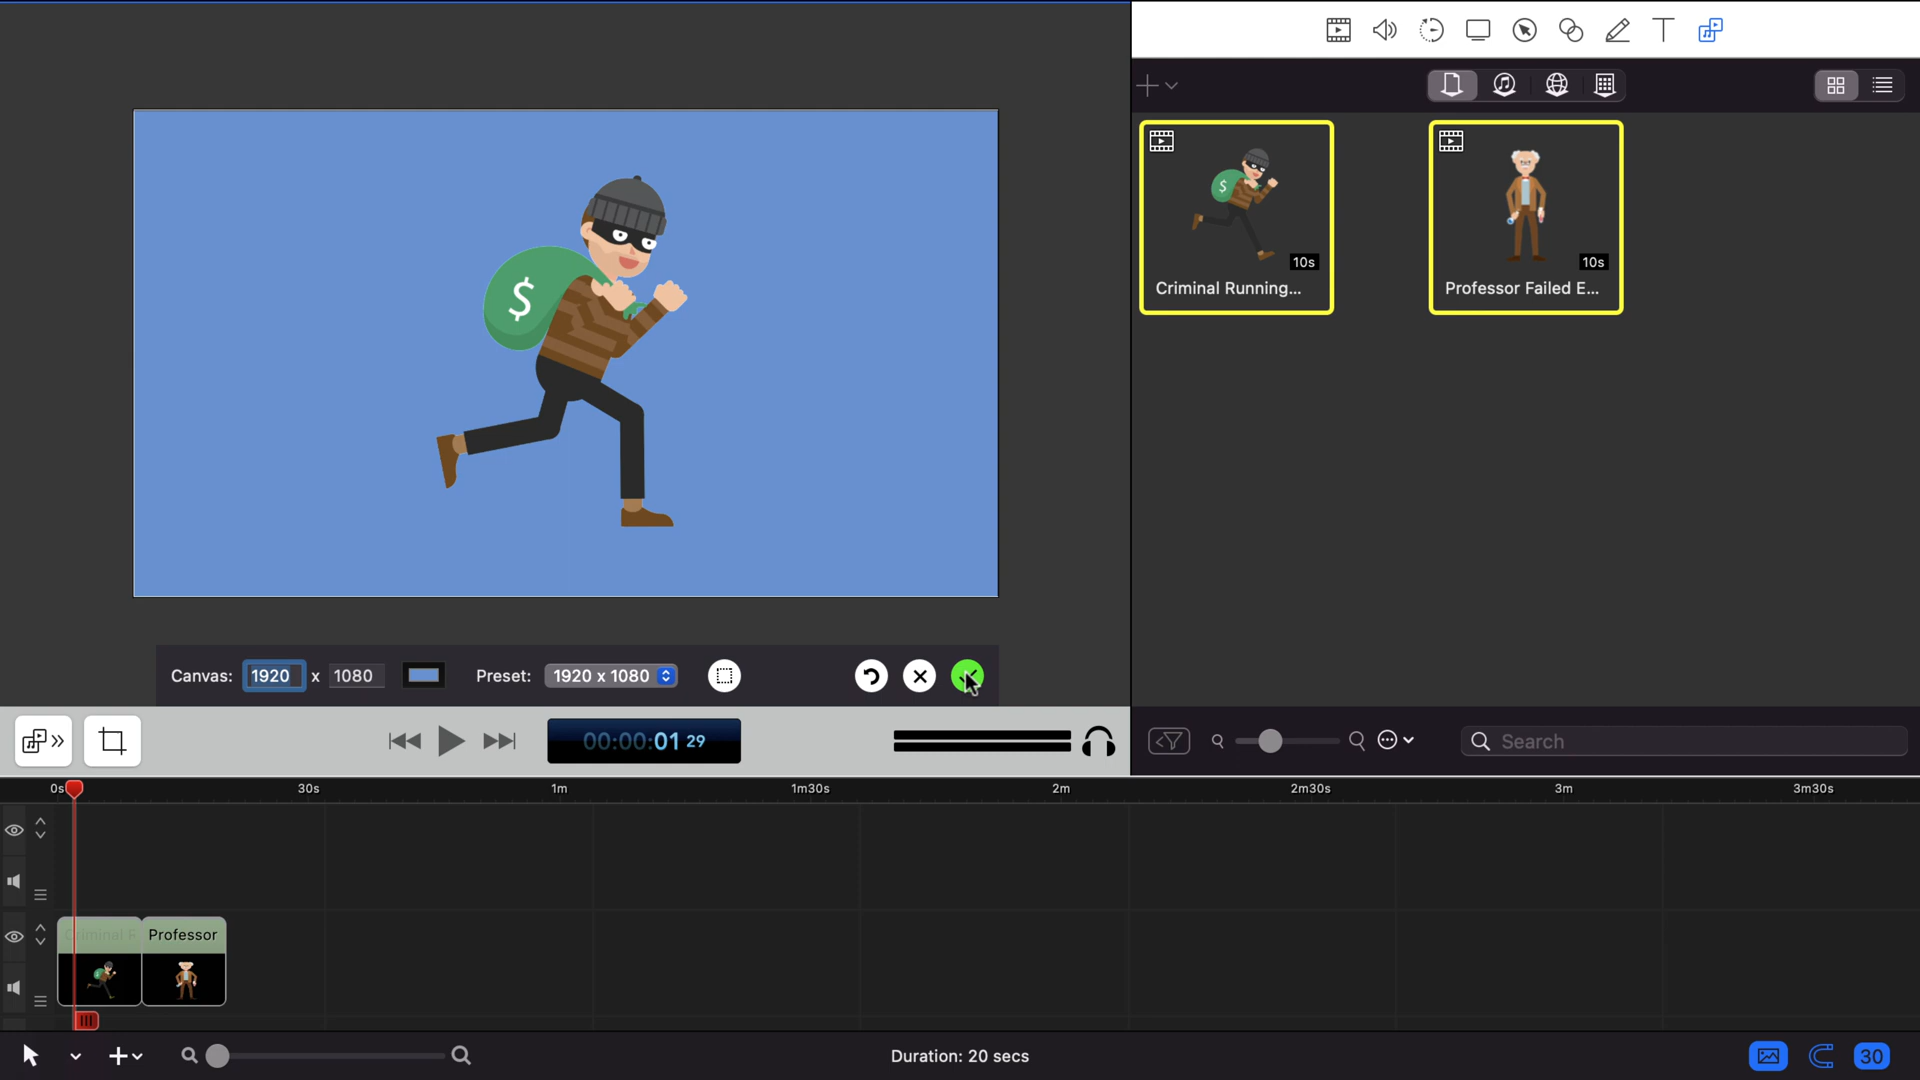 $
$
10s
Criminal Running...
10s
Professor Failed E...
Canvas: 1920 x 1080 Preset: 1920 x 1080
00:00:01 29
Search
0s 30s 1m 1m30s 2m 2m30s 3m 3m30s
Criminal R Professor
Duration: 20 secs
30